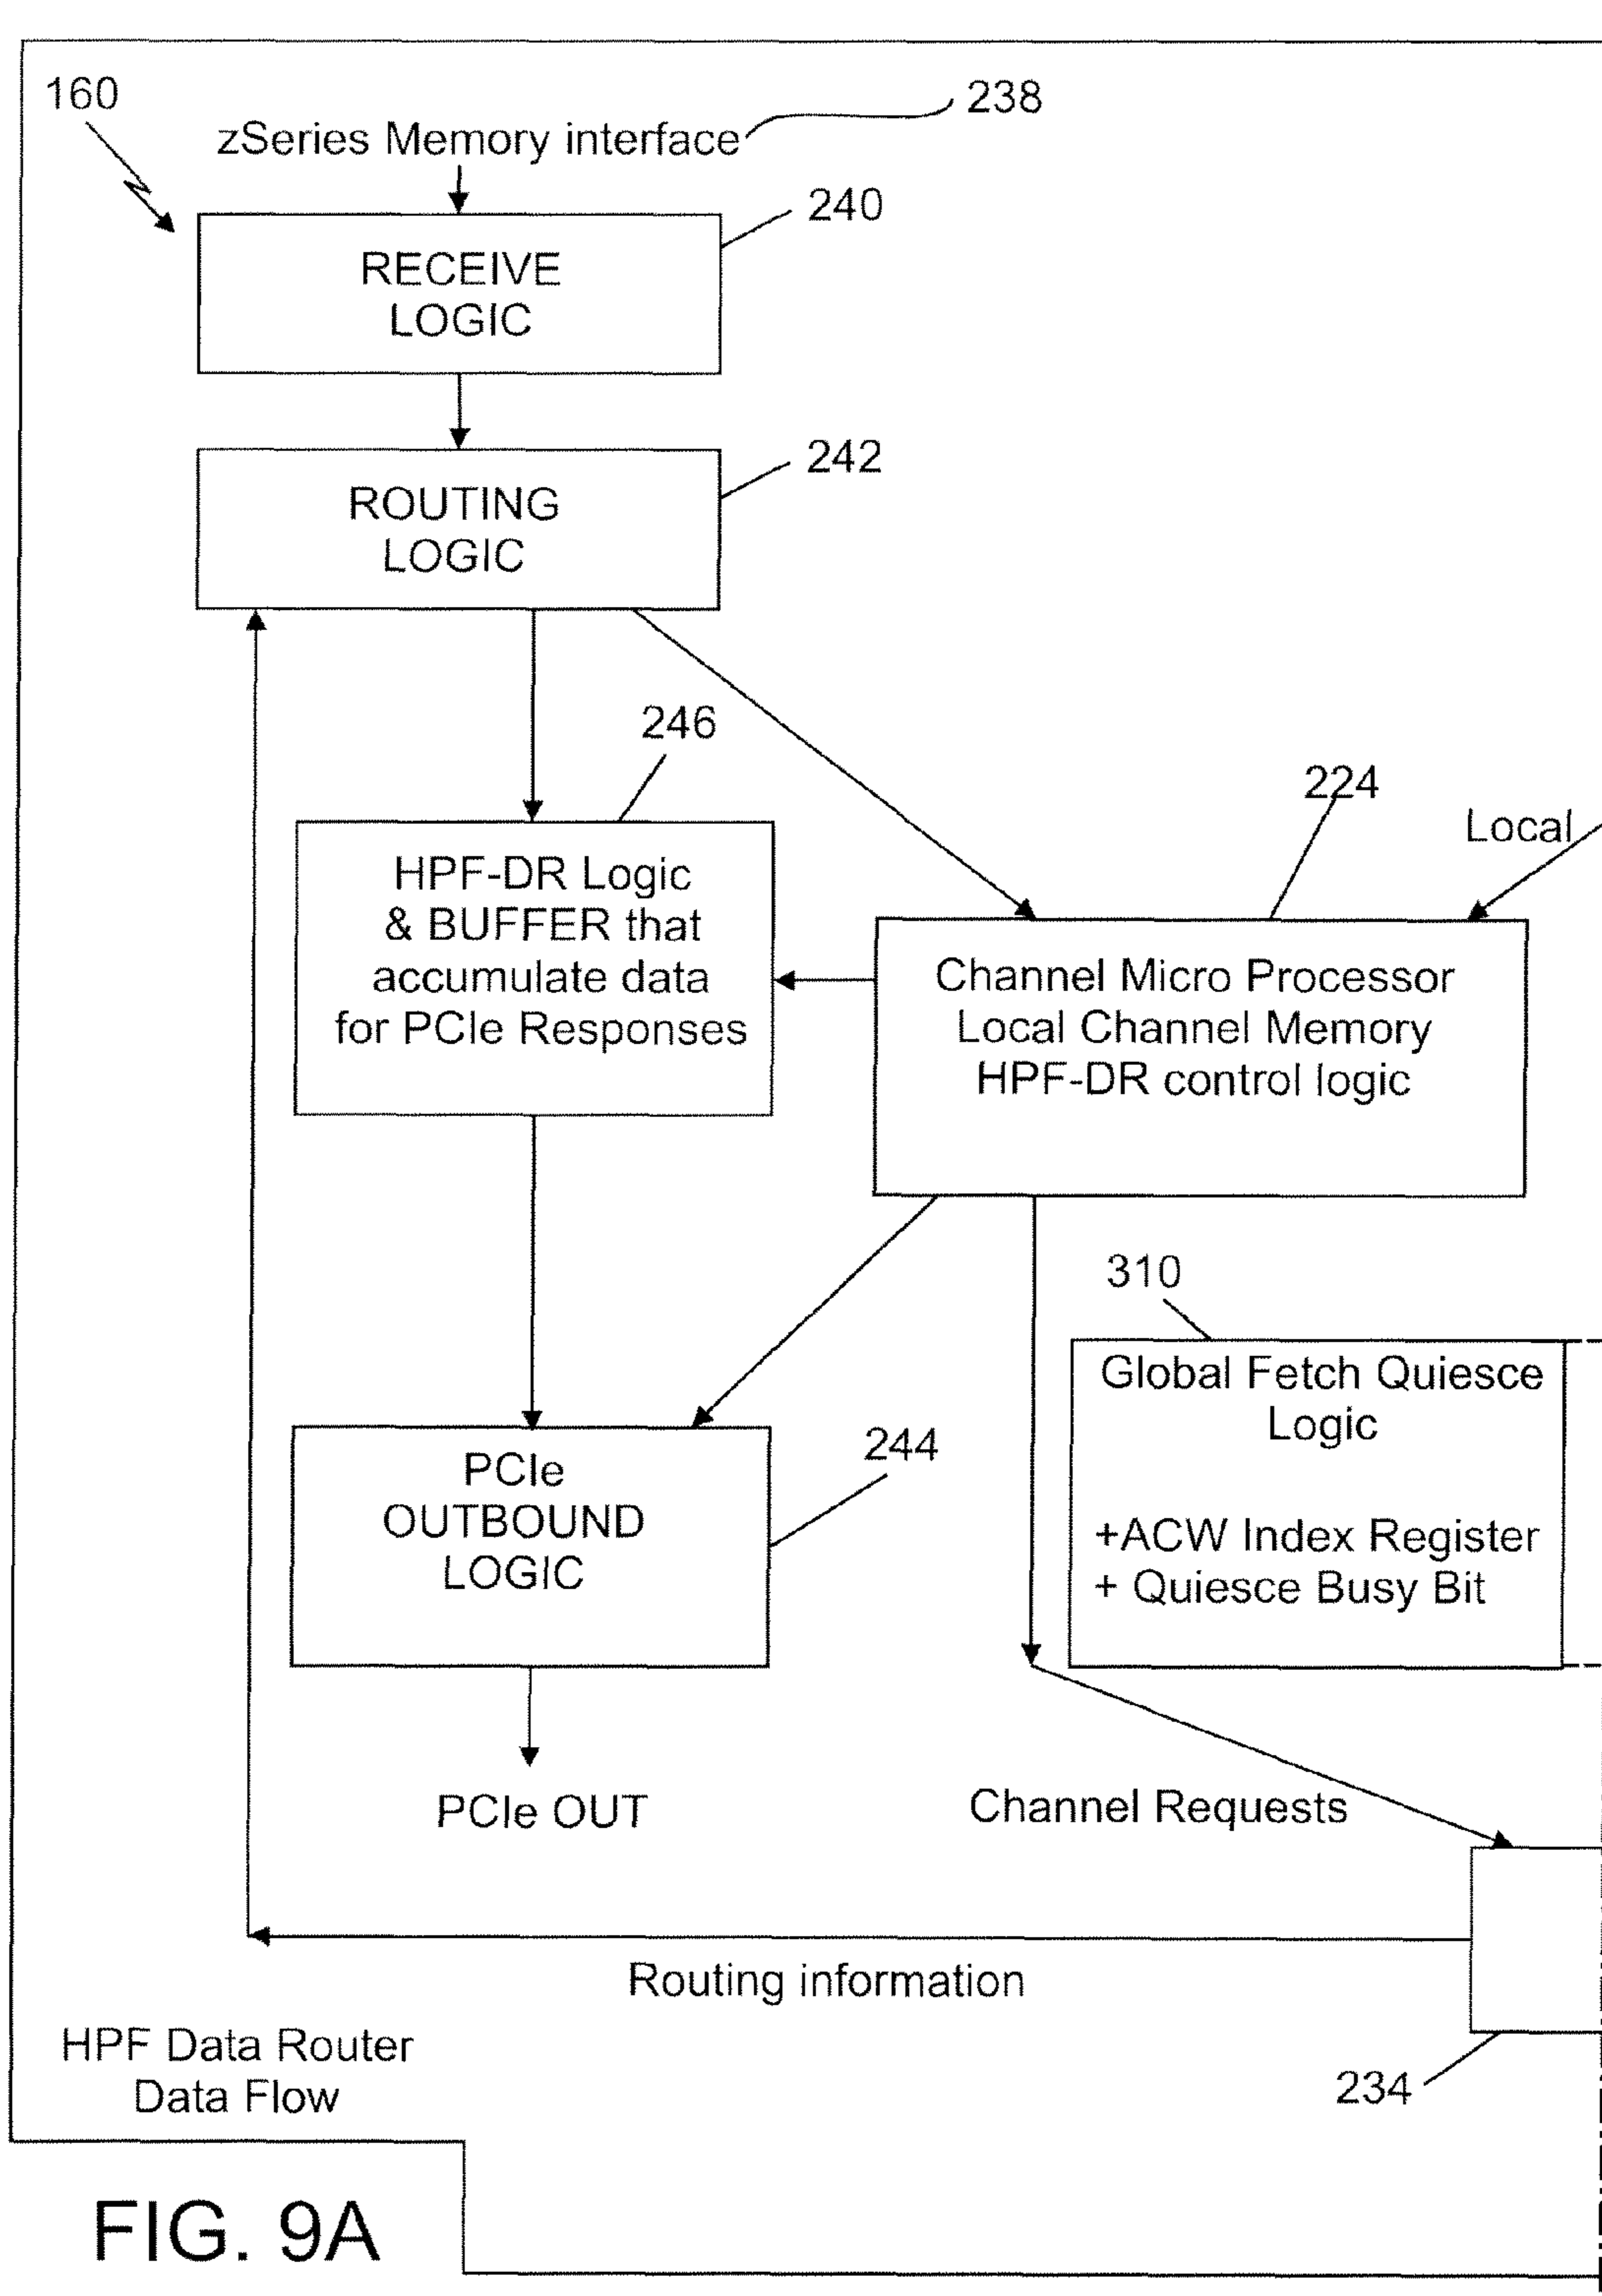 160
238
zSeries Memory interface
240
RECEIVE
LOGIC
242
ROUTING
LOGIC
246
224
Local
HPF-DR Logic
& BUFFER that
accumulate data
for PCIe Responses
Channel Micro Processor
Local Channel Memory
HPF-DR control logic
310
Global Fetch Quiesce
Logic
+ACW Index Register
+ Quiesce Busy Bit
244
PCIe
OUTBOUND
LOGIC
PCIe OUT
Channel Requests
Routing information
234
HPF Data Router
Data Flow
FIG. 9A